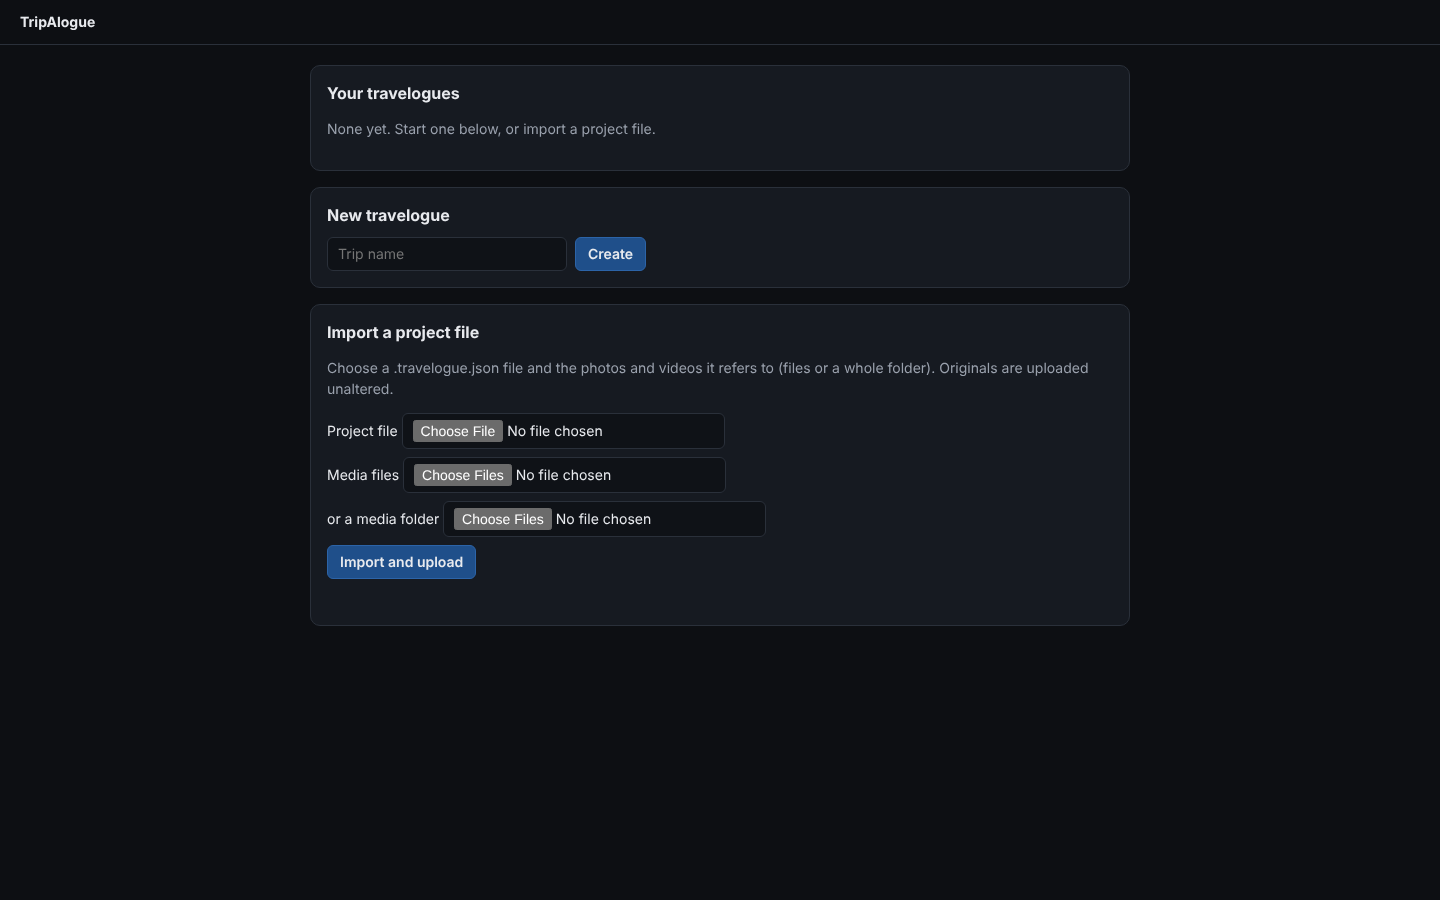 TripAlogue
Your travelogues
None yet. Start one below, or import a project file.
New travelogue
Trip name
Create
Import a project file
Choose a .travelogue.json file and the photos and videos it refers to (files or a whole folder). Originals are uploaded
unaltered.
Project file Choose File No file chosen
Media files Choose Files No file chosen
or a media folder Choose Files No file chosen
Import and upload